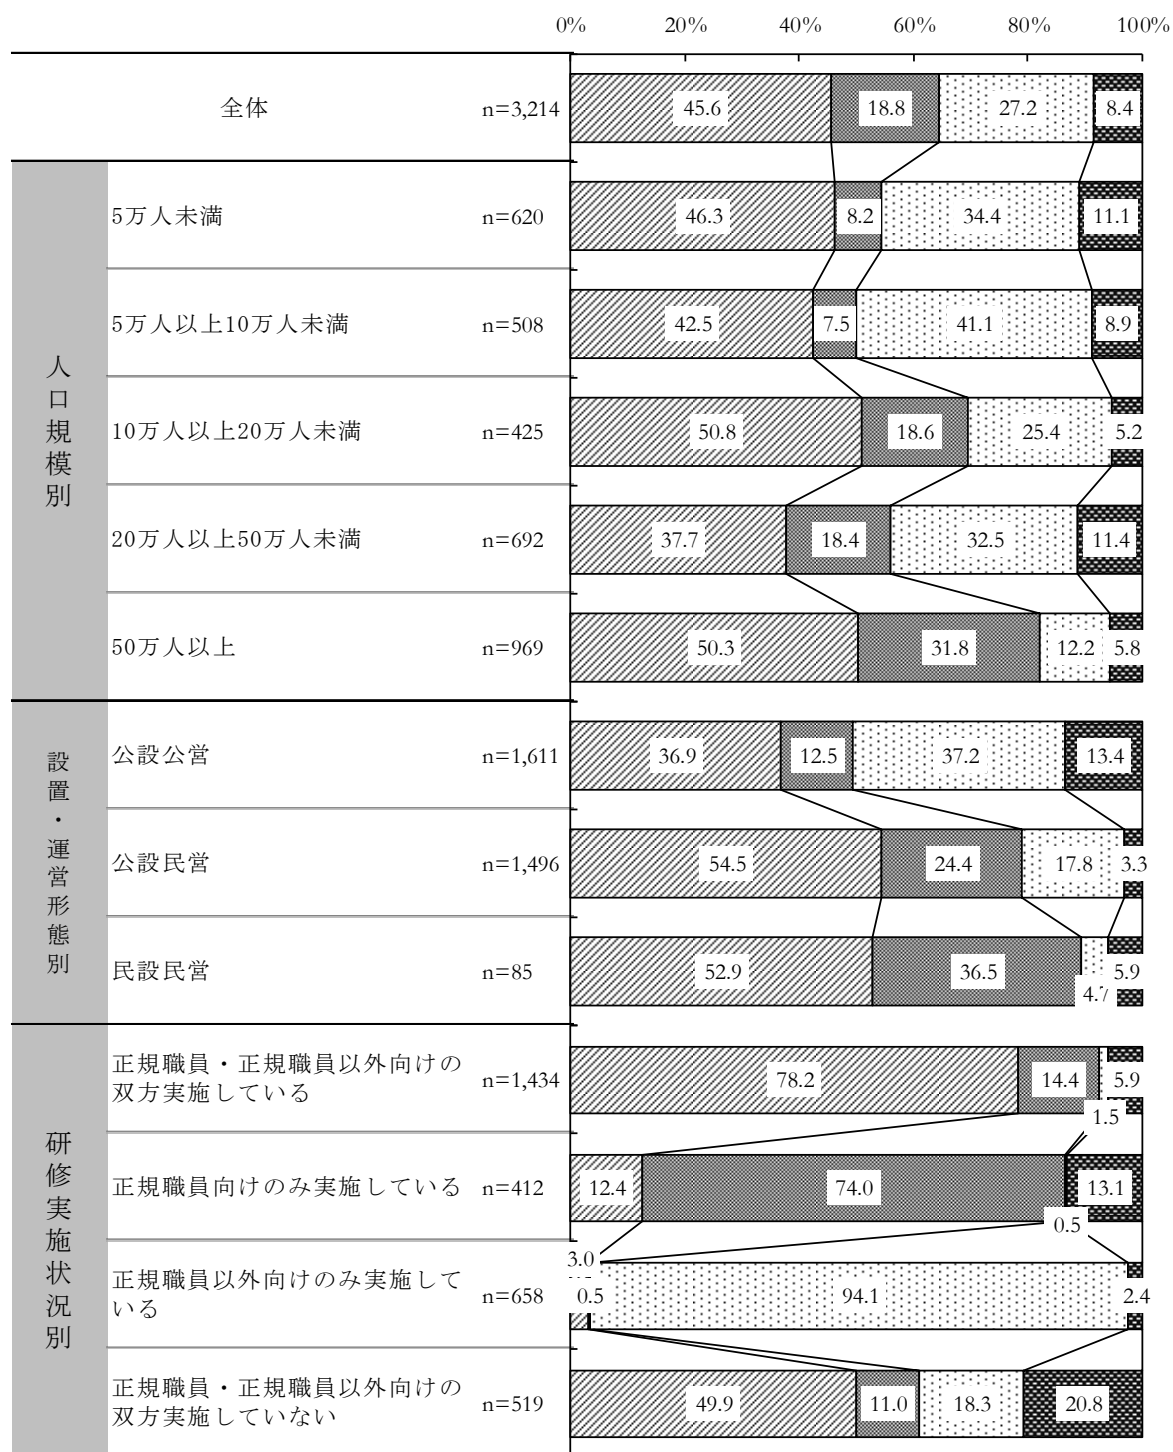 0% 20% 40% 60% 80% 100%
全体 n=3,214 45.6 18.8 27.2 8.4
人口規模別
5万人未満 n=620 46.3 8.2 34.4 11.1
5万人以上10万人未満 n=508 42.5 7.5 41.1 8.9
10万人以上20万人未満 n=425 50.8 18.6 25.4 5.2
20万人以上50万人未満 n=692 37.7 18.4 32.5 11.4
50万人以上 n=969 50.3 31.8 12.2 5.8
設置・運営形態別
公設公営 n=1,611 36.9 12.5 37.2 13.4
公設民営 n=1,496 54.5 24.4 17.8 3.3
民設民営 n=85 52.9 36.5 4.7 5.9
研修実施状況別
正規職員・正規職員以外向けの
双方実施している n=1,434 78.2 14.4 1.5 5.9
正規職員向けのみ実施している n=412 12.4 74.0 0.5 13.1
正規職員以外向けのみ実施して
いる n=658 3.0 0.5 94.1 2.4
正規職員・正規職員以外向けの
双方実施していない n=519 49.9 11.0 18.3 20.8